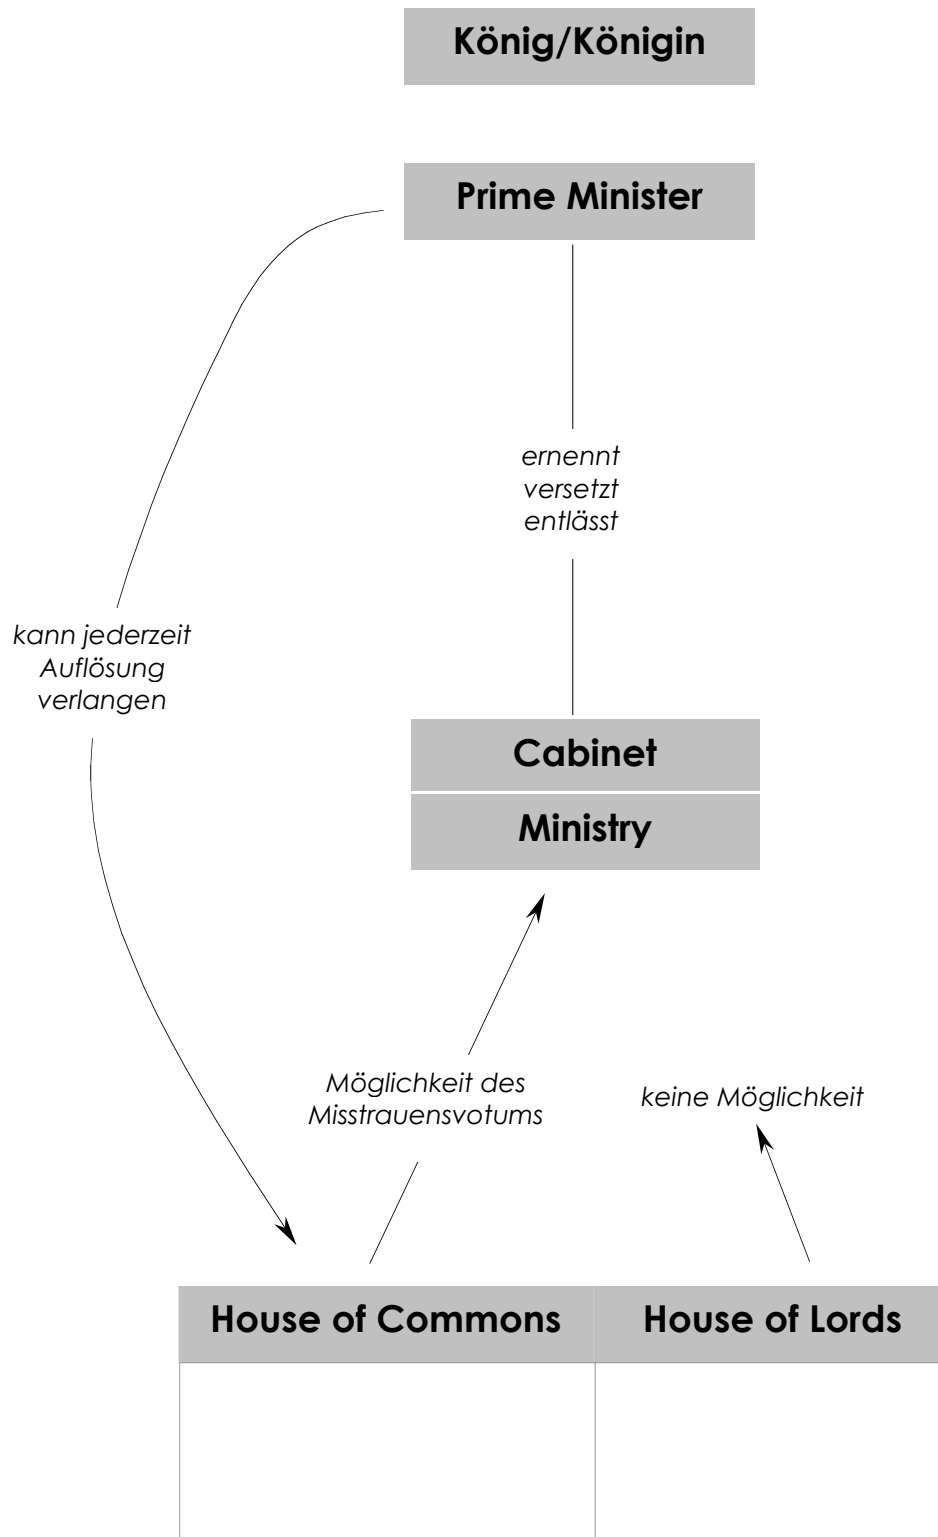 König/Königin
Prime Minister
ernennt
versetzt
entlässt
kann jederzeit
Auflösung
verlangen
Cabinet
Ministry
Möglichkeit des
Misstrauensvotums
keine Möglichkeit
House of Commons
House of Lords